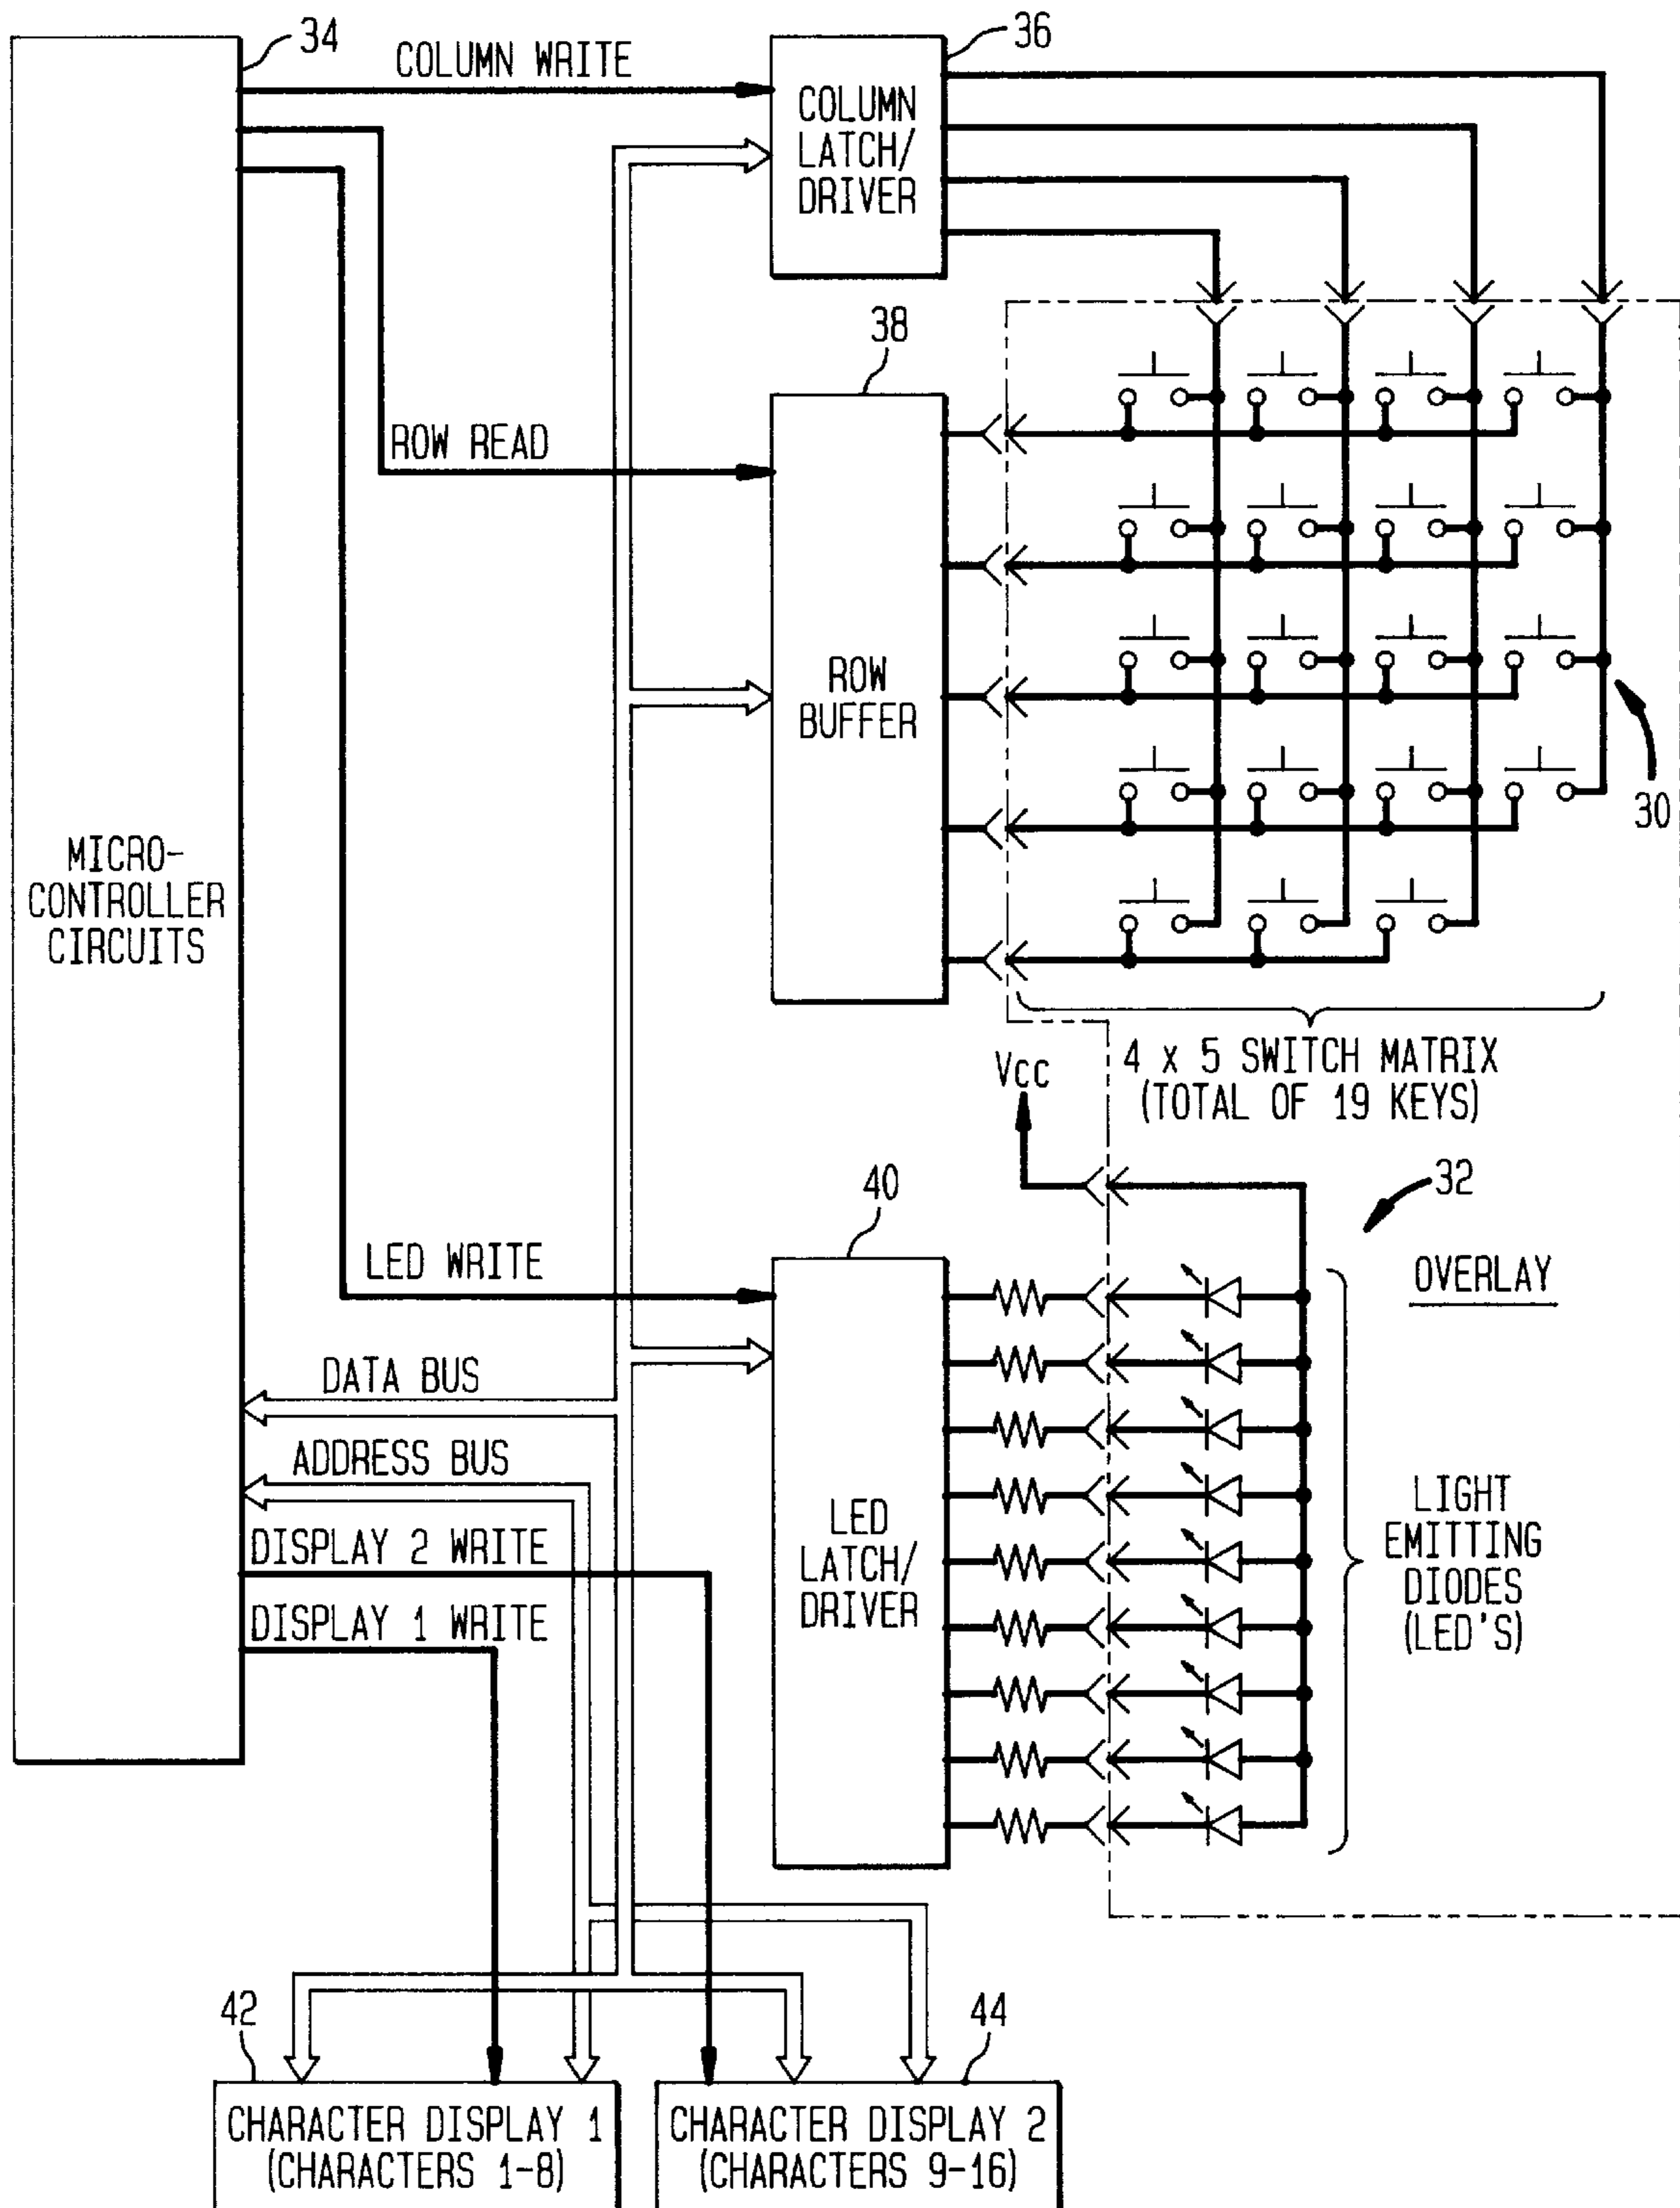 34
COLUMN WRITE
36
COLUMN
LATCH/
DRIVER
38
ROW READ
ROW
BUFFER
30
MICRO-
CONTROLLER
CIRCUITS
4 x 5 SWITCH MATRIX
(TOTAL OF 19 KEYS)
Vcc
40
32
LED WRITE
OVERLAY
DATA BUS
ADDRESS BUS
DISPLAY 2 WRITE
DISPLAY 1 WRITE
LED
LATCH/
DRIVER
LIGHT
EMITTING
DIODES
(LED'S)
42
44
CHARACTER DISPLAY 1
(CHARACTERS 1-8)
CHARACTER DISPLAY 2
(CHARACTERS 9-16)